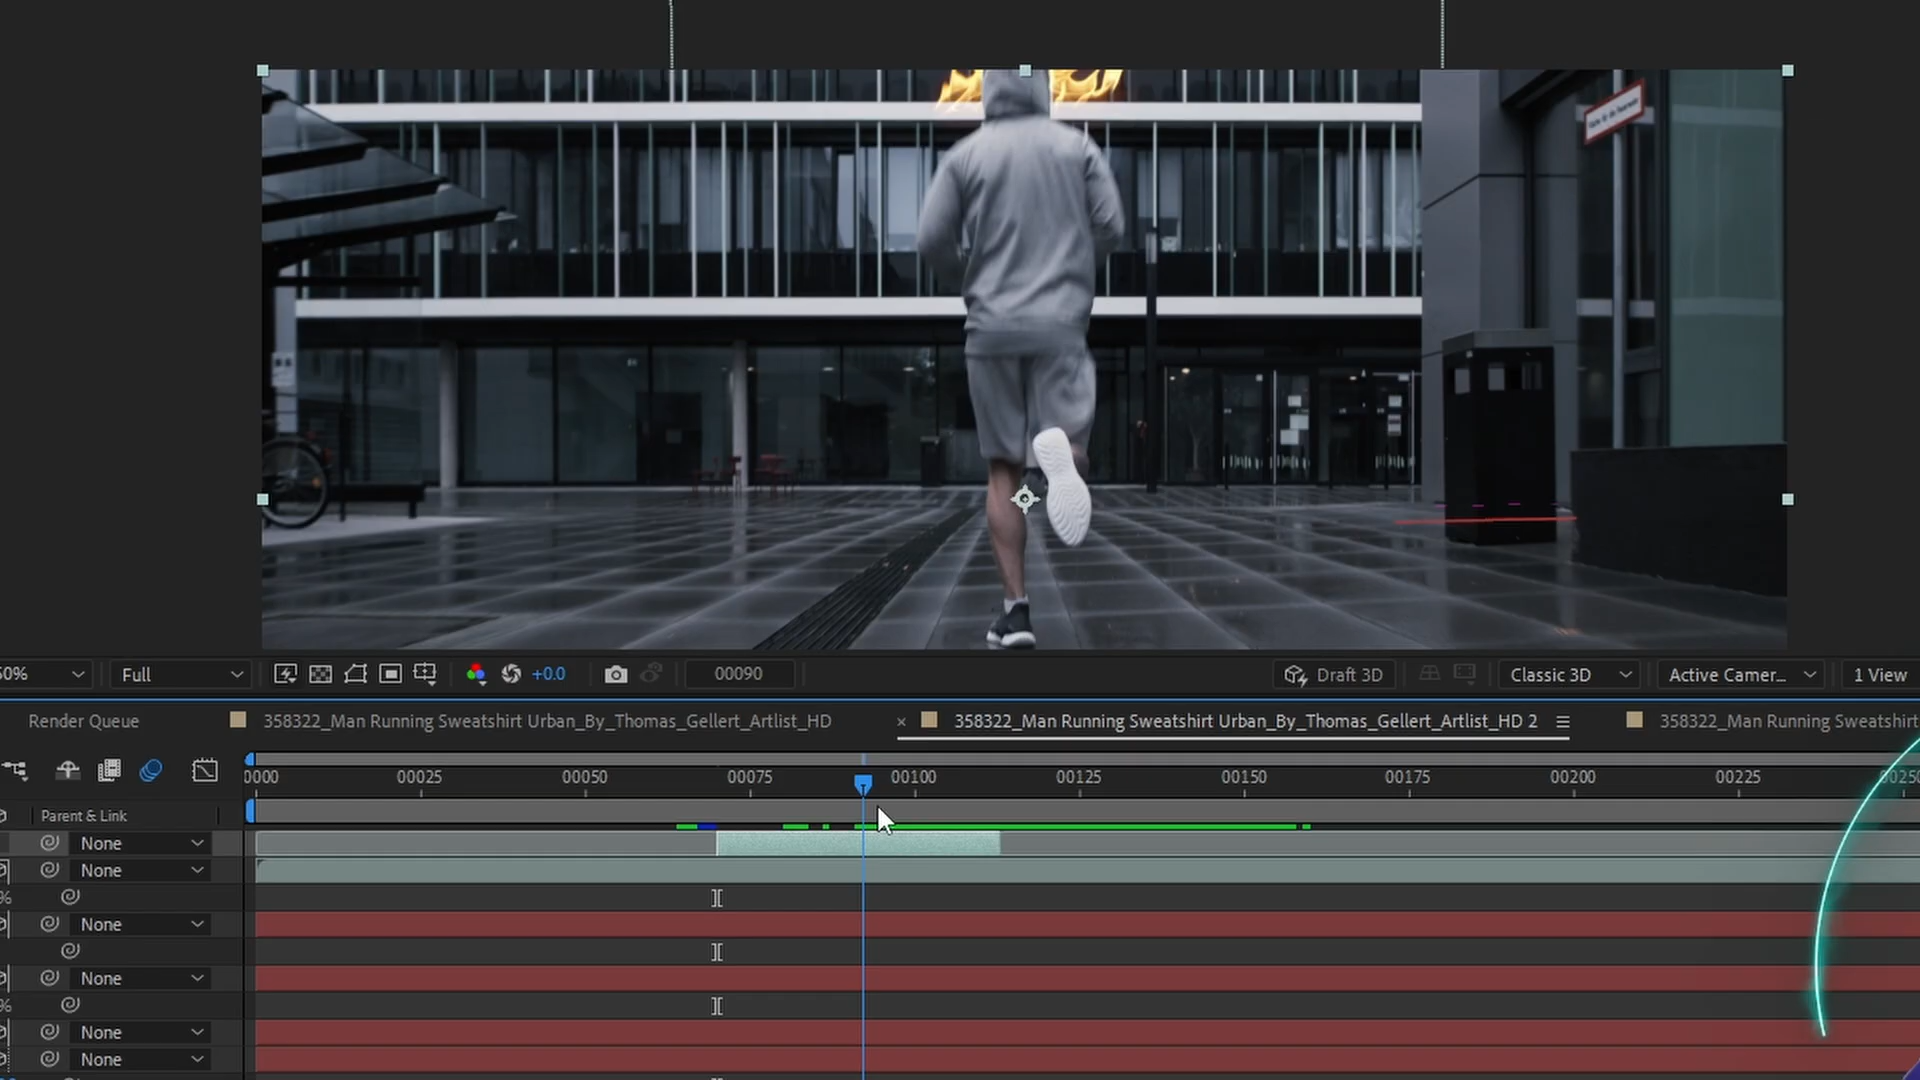 50%
Full
+0.0
00090
Draft 3D
Classic 3D
Active Camer...
1 View
Render Queue
358322_Man Running Sweatshirt Urban_By_Thomas_Gellert_Artlist_HD
× 358322_Man Running Sweatshirt Urban_By_Thomas_Gellert_Artlist_HD 2
358322_Man Running Sweatshirt
0000 00025 00050 00075 00100 00125 00150 00175 00200 00225 00250
Parent & Link
None
None
%
None
None
%
None
None